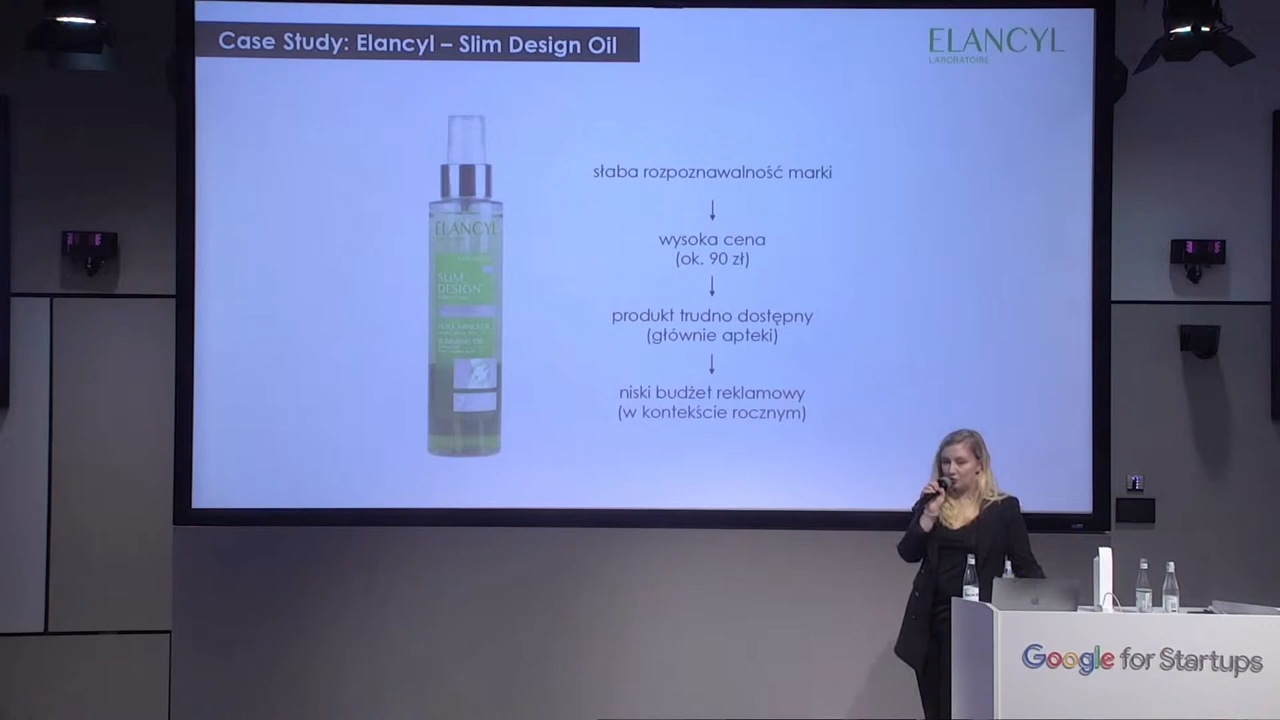 Case Study: Elancyl – Slim Design Oil
ELANCYL
LABORATOIRE
słaba rozpoznawalność marki
↓
wysoka cena
(ok. 90 zł)
↓
produkt trudno dostępny
(głównie apteki)
↓
niski budżet reklamowy
(w kontekście rocznym)
ELANCYL
SLIM
DESIGN
Google for Startups